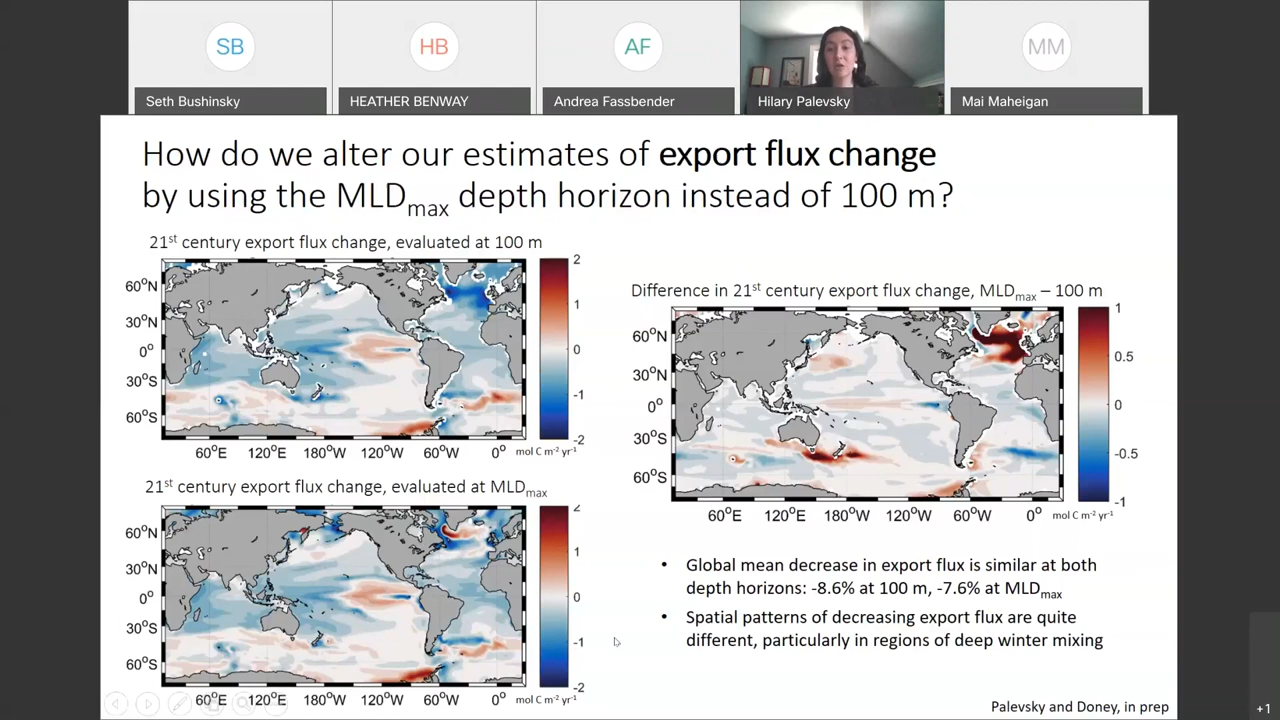 SB
HB
AF
MM
Seth Bushinsky
HEATHER BENWAY
Andrea Fassbender
Hilary Palevsky
Mai Maheigan
How do we alter our estimates of export flux change
by using the MLDmax depth horizon instead of 100 m?
21st century export flux change, evaluated at 100 m
2
60°N
1
30°N
0°
0
30°S
-1
60°S
-2
60°E 120°E 180°W 120°W 60°W 0° mol C m-2 yr-1
21st century export flux change, evaluated at MLDmax
2
60°N
1
30°N
0°
0
30°S
-1
60°S
-2
60°E 120°E 180°W 120°W 60°W 0° mol C m-2 yr-1
Difference in 21st century export flux change, MLDmax – 100 m
1
60°N
0.5
30°N
0°
0
30°S
-0.5
60°S
-1
60°E 120°E 180°W 120°W 60°W 0° mol C m-2 yr-1
• Global mean decrease in export flux is similar at both
depth horizons: -8.6% at 100 m, -7.6% at MLDmax
• Spatial patterns of decreasing export flux are quite
different, particularly in regions of deep winter mixing
Palevsky and Doney, in prep
+1